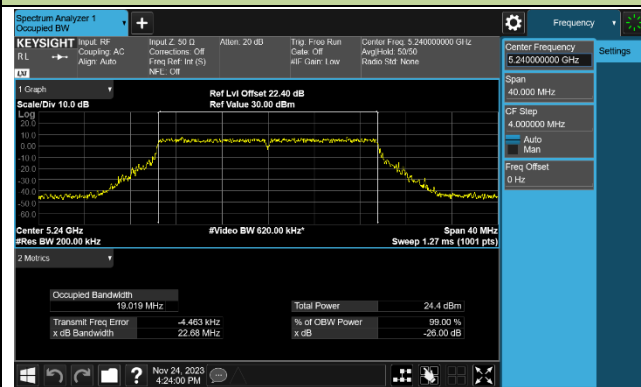 Spectrum Analyzer 1
Occupied BW
Frequency
KEYSIGHT
RL
LXI
Input: RF
Coupling: AC
Align: Auto
Input Z: 50 Ω
Corrections: Off
Freq Ref: Int (S)
NFE: Off
Atten: 20 dB
Trig: Free Run
Gate: Off
#IF Gain: Low
Center Freq: 5.240000000 GHz
Avg|Hold: 50/50
Radio Std: None
Center Frequency
5.240000000 GHz
Settings
Span
40.000 MHz
CF Step
4.000000 MHz
Auto
Man
Freq Offset
0 Hz
1 Graph
Scale/Div 10.0 dB
Ref Lvl Offset 22.40 dB
Ref Value 30.00 dBm
Log
20.0
10.0
0.00
-10.0
-20.0
-30.0
-40.0
-50.0
-60.0
Center 5.24 GHz
#Res BW 200.00 kHz
#Video BW 620.00 kHz*
Span 40 MHz
Sweep 1.27 ms (1001 pts)
2 Metrics
Occupied Bandwidth
19.019 MHz
Total Power 24.4 dBm
Transmit Freq Error -4.463 kHz
% of OBW Power 99.00 %
x dB Bandwidth 22.68 MHz
x dB -26.00 dB
?
Nov 24, 2023
4:24:00 PM